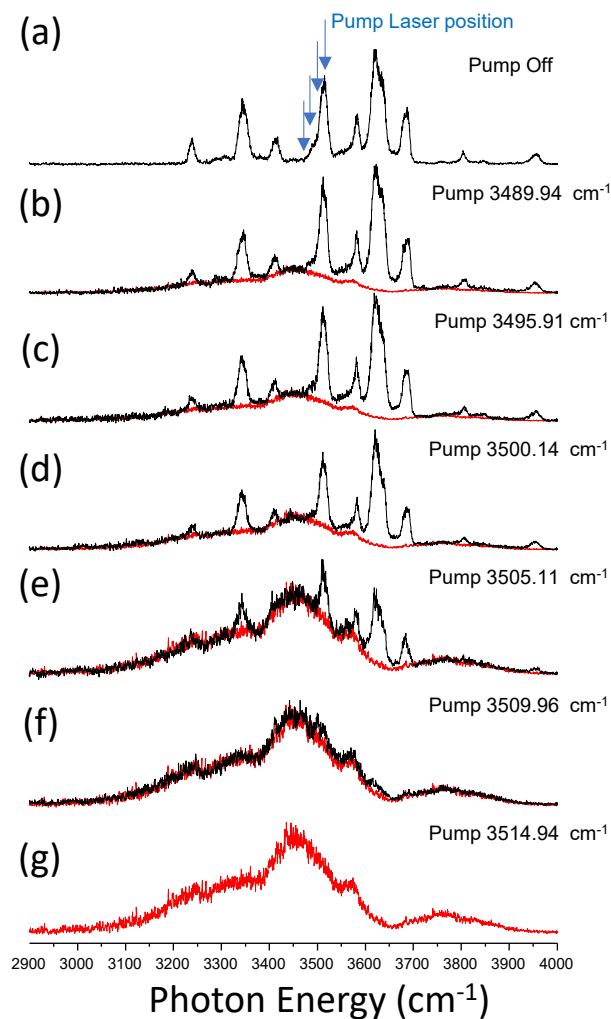 (a)
Pump Laser position
Pump Off
(b)
Pump 3489.94 cm⁻¹
(c)
Pump 3495.91 cm⁻¹
(d)
Pump 3500.14 cm⁻¹
(e)
Pump 3505.11 cm⁻¹
(f)
Pump 3509.96 cm⁻¹
(g)
Pump 3514.94 cm⁻¹
2900 3000 3100 3200 3300 3400 3500 3600 3700 3800 3900 4000
Photon Energy (cm⁻¹)